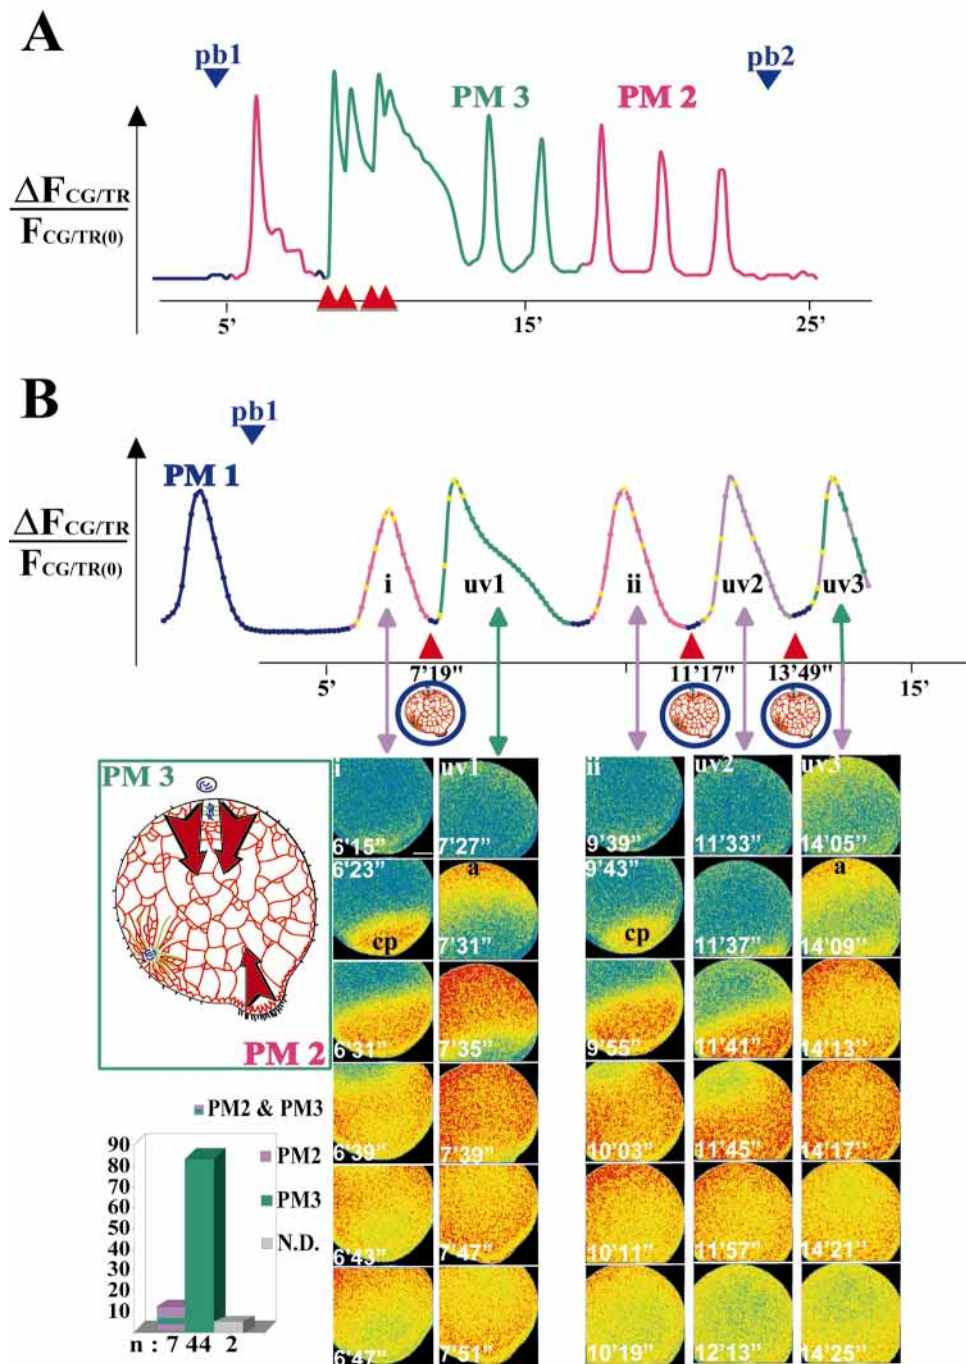 A
pb1
pb2
PM 3
PM 2
ΔF CG/TR
F CG/TR(0)
5’ 15’ 25’
B
pb1
PM 1
ΔF CG/TR
F CG/TR(0)
i uv1 ii uv2 uv3
7’19" 11’17" 13’49"
5’ 15’
PM 3
PM 2
i uv1 ii uv2 uv3
6’15” 7’27” 9’39” 11’33” 14’05”
6’23” a 9’43” a
cp 7’31” cp 11’37” 14’09”
6’31” 7’35” 9’55” 11’41” 14’13”
6’39” 7’39” 10’03” 11’45” 14’17”
6’43” 7’47” 10’11” 11’57” 14’21”
6’47” 7’51” 10’19” 12’13” 14’25”
PM2 & PM3
PM2
PM3
N.D.
90
80
70
60
50
40
30
20
10
n : 7 44 2